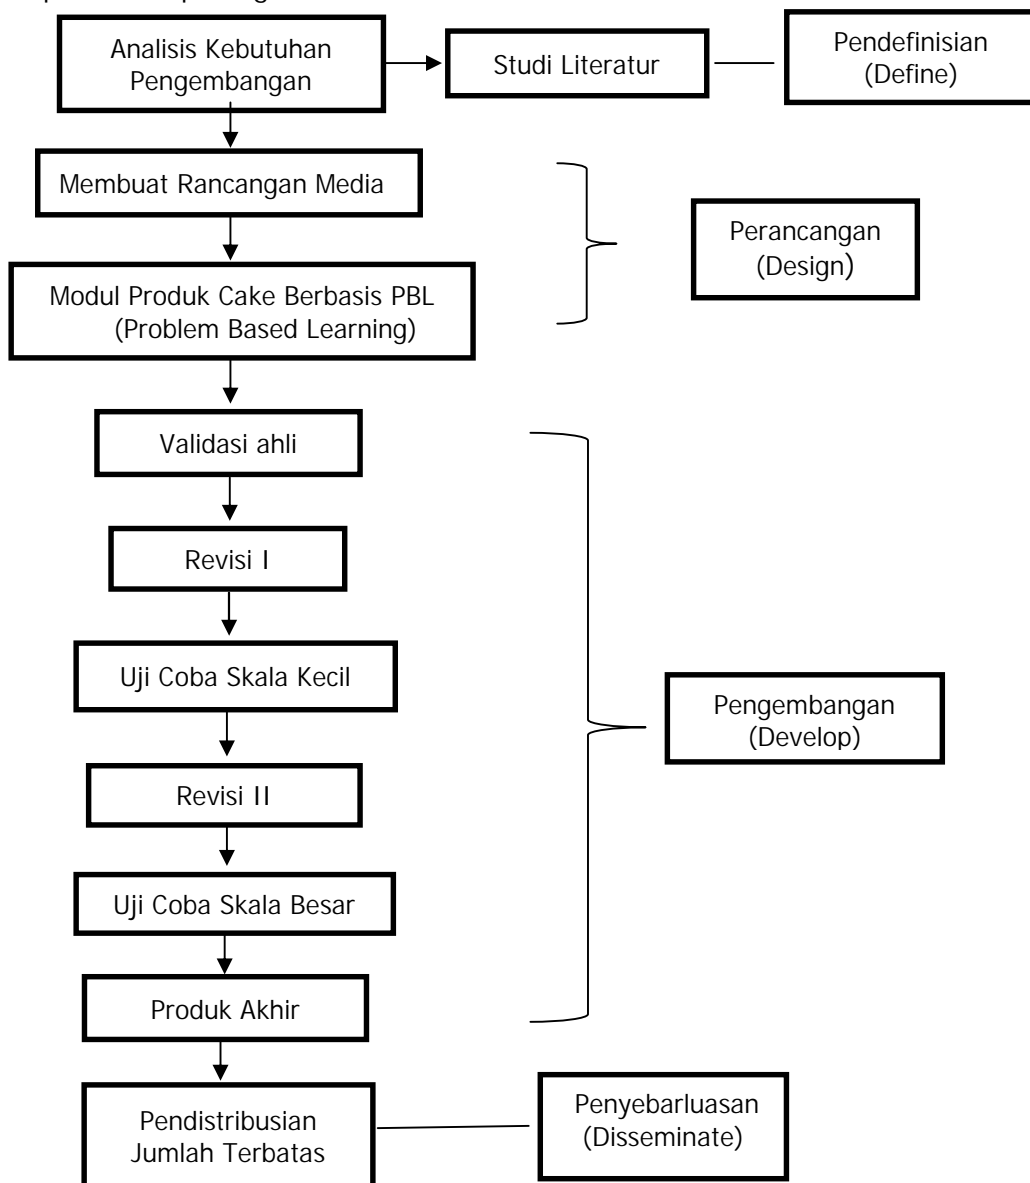 Analisis Kebutuhan
Pengembangan
Studi Literatur
Pendefinisian
(Define)
Membuat Rancangan Media
Perancangan
(Design)
Modul Produk Cake Berbasis PBL
(Problem Based Learning)
Validasi ahli
Revisi I
Uji Coba Skala Kecil
Pengembangan
(Develop)
Revisi II
Uji Coba Skala Besar
Produk Akhir
Pendistribusian
Jumlah Terbatas
Penyebarluasan
(Disseminate)